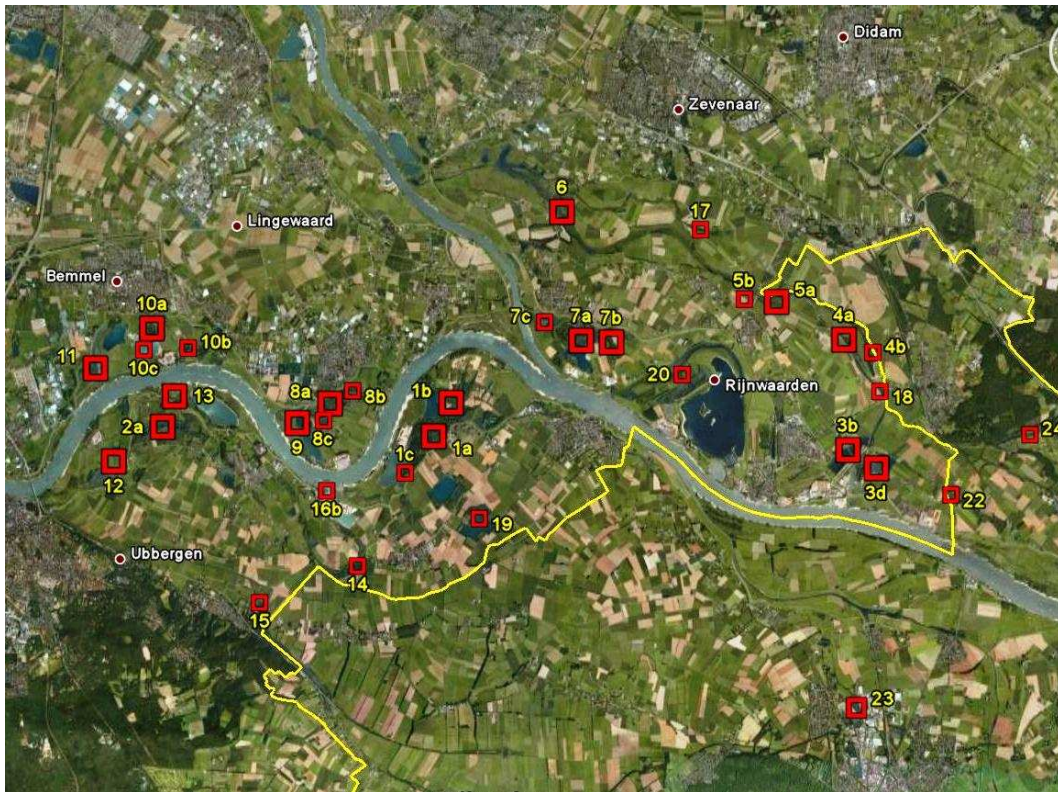 Didam
Zevenaar
6
17
Lingewaard
Bemmel
5b
5a
10a
7c
7a
7b
4a
10b
10c
4b
11
20
Rijnwaarden
13
8a
8b
1b
18
2a
9
8c
1a
24
3b
12
1c
3d
16b
22
19
Ubbergen
14
15
23